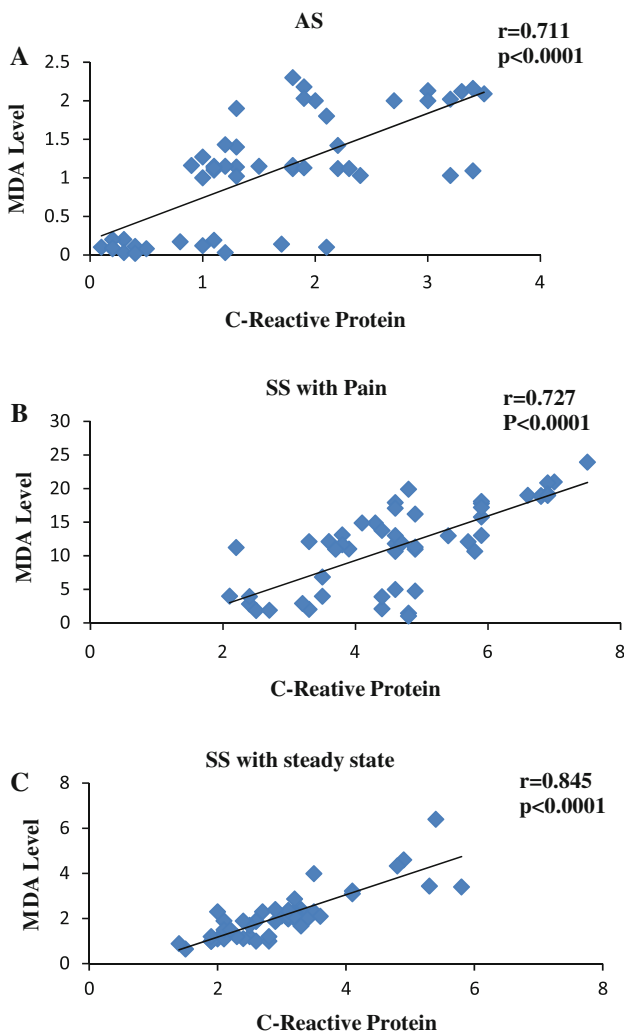 AS
r=0.711
p<0.0001
A
MDA Level
2.5
2
1.5
1
0.5
0
0 1 2 3 4
C-Reactive Protein
SS with Pain
r=0.727
P<0.0001
B
MDA Level
30
25
20
15
10
5
0
0 2 4 6 8
C-Reative Protein
SS with steady state
r=0.845
p<0.0001
C
MDA Level
8
6
4
2
0
0 2 4 6 8
C-Reactive Protein